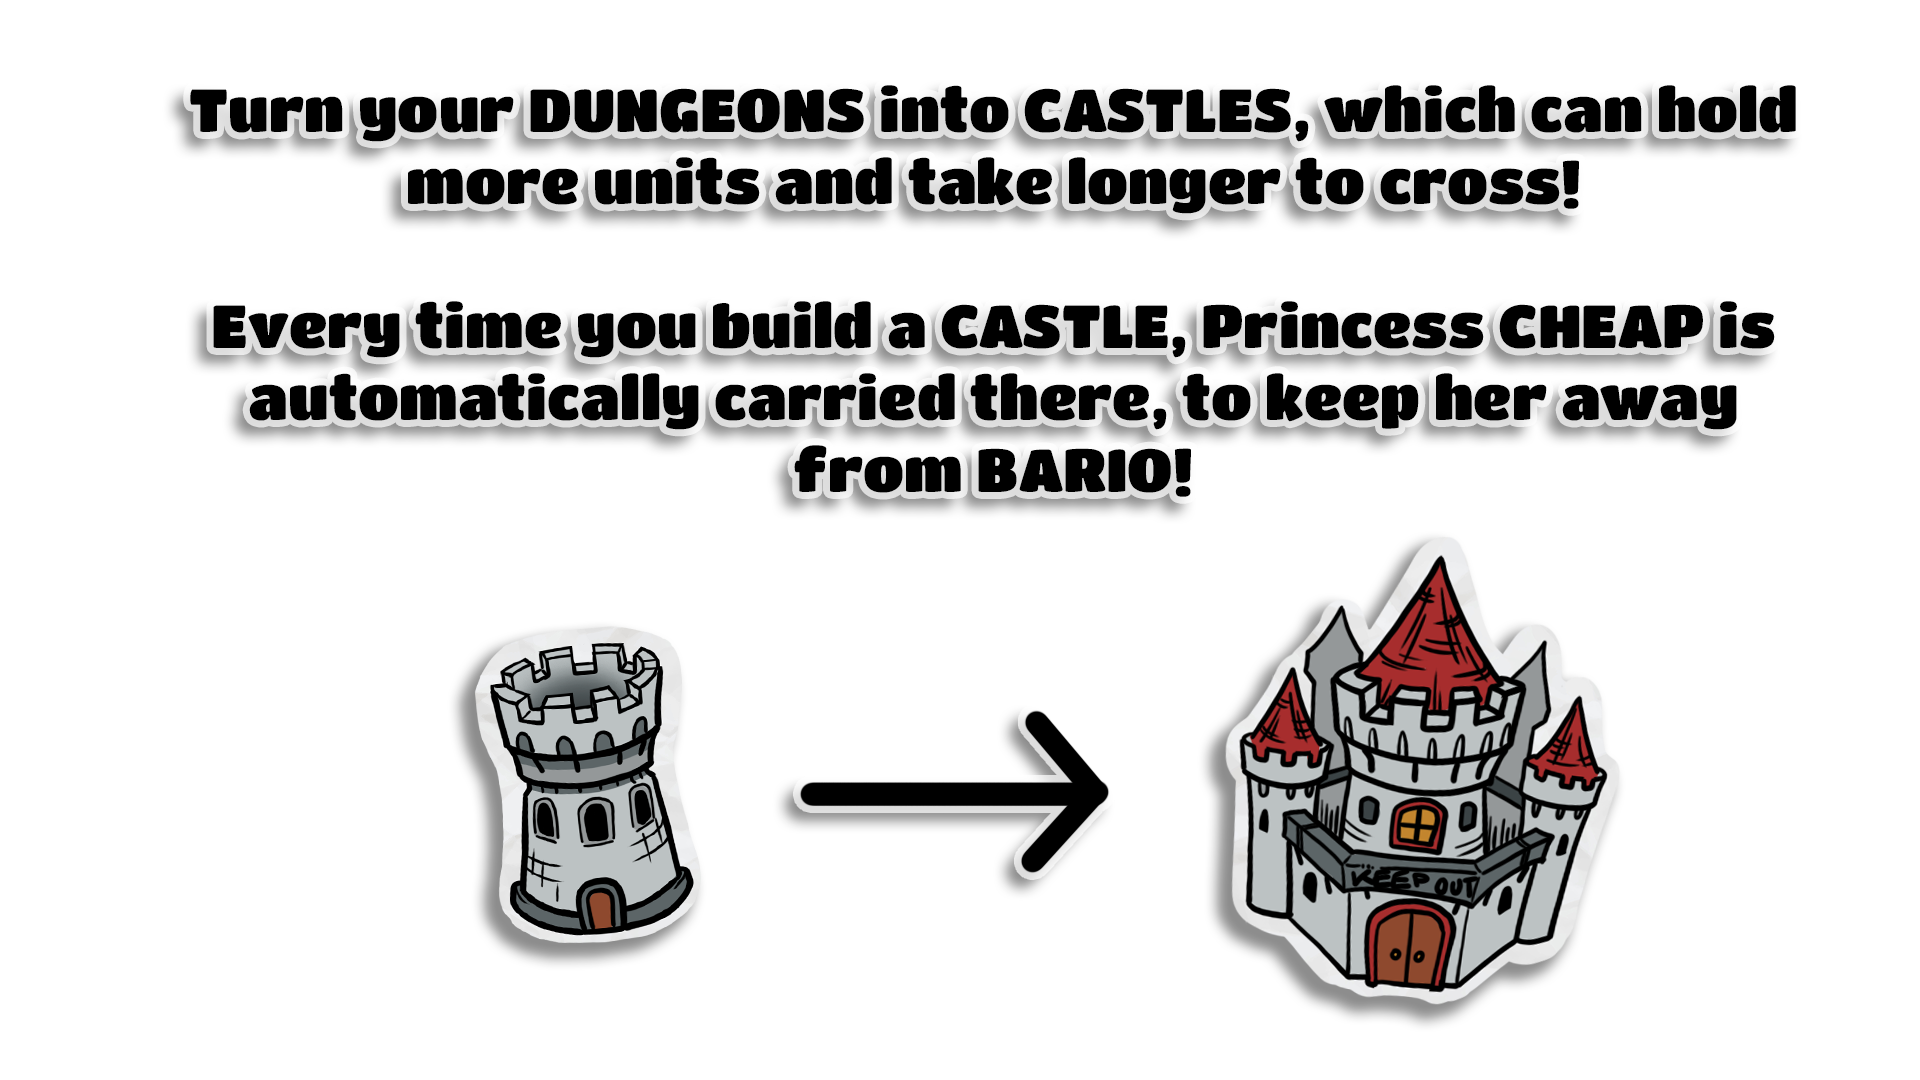 Turn your DUNGEONS into CASTLES, which can hold
more units and take longer to cross!
Every time you build a CASTLE, Princess CHEAP is
automatically carried there, to keep her away
from BARIO!
KEEP OUT